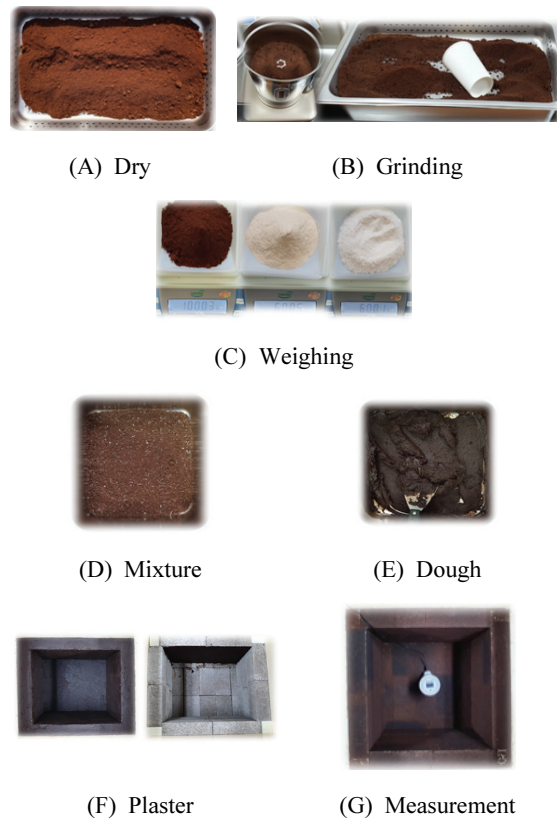 (A) Dry
(B) Grinding
(C) Weighing
(D) Mixture
(E) Dough
(F) Plaster
(G) Measurement